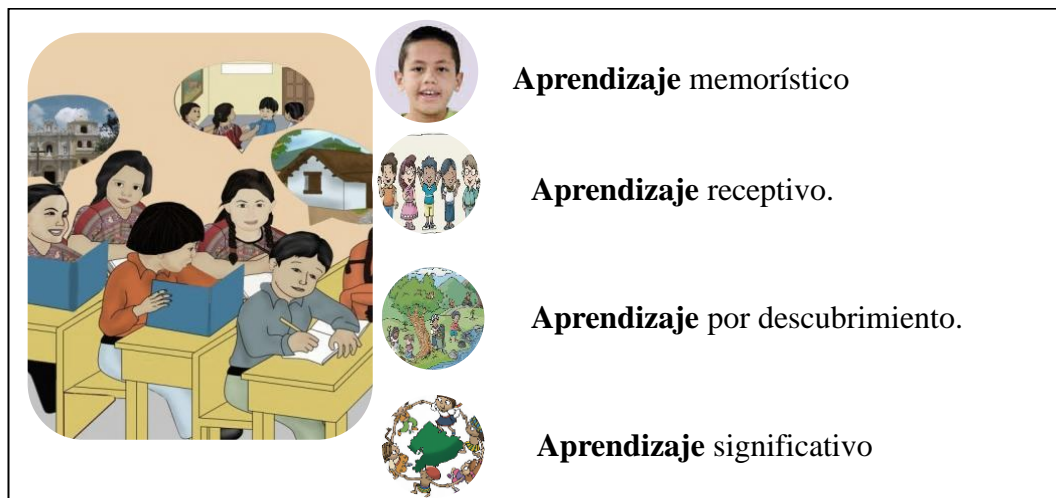 Aprendizaje memorístico
Aprendizaje receptivo.
Aprendizaje por descubrimiento.
Aprendizaje significativo